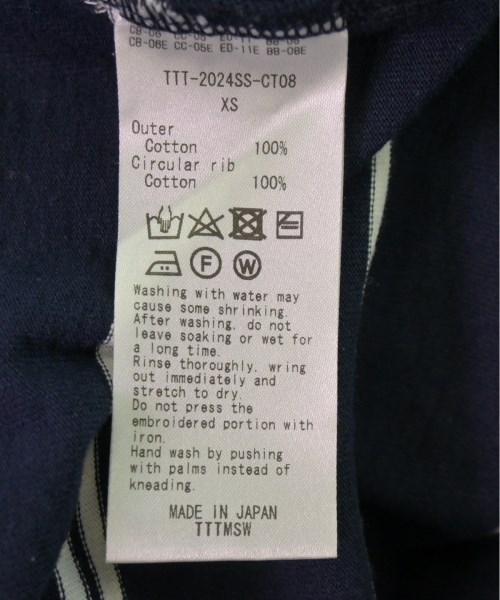 CB-06E CC-05E ED-11E BB-08E
TTT-2024SS-CT08
XS
Outer
Cotton 100%
Circular rib
Cotton 100%
F W
Washing with water may
cause some shrinking.
After washing, do not
leave soaking or wet for
a long time.
Rinse thoroughly, wring
out immediately and
stretch to dry.
Do not press the
embroidered portion with
iron.
Hand wash by pushing
with palms instead of
kneading.
MADE IN JAPAN
TTTMSW